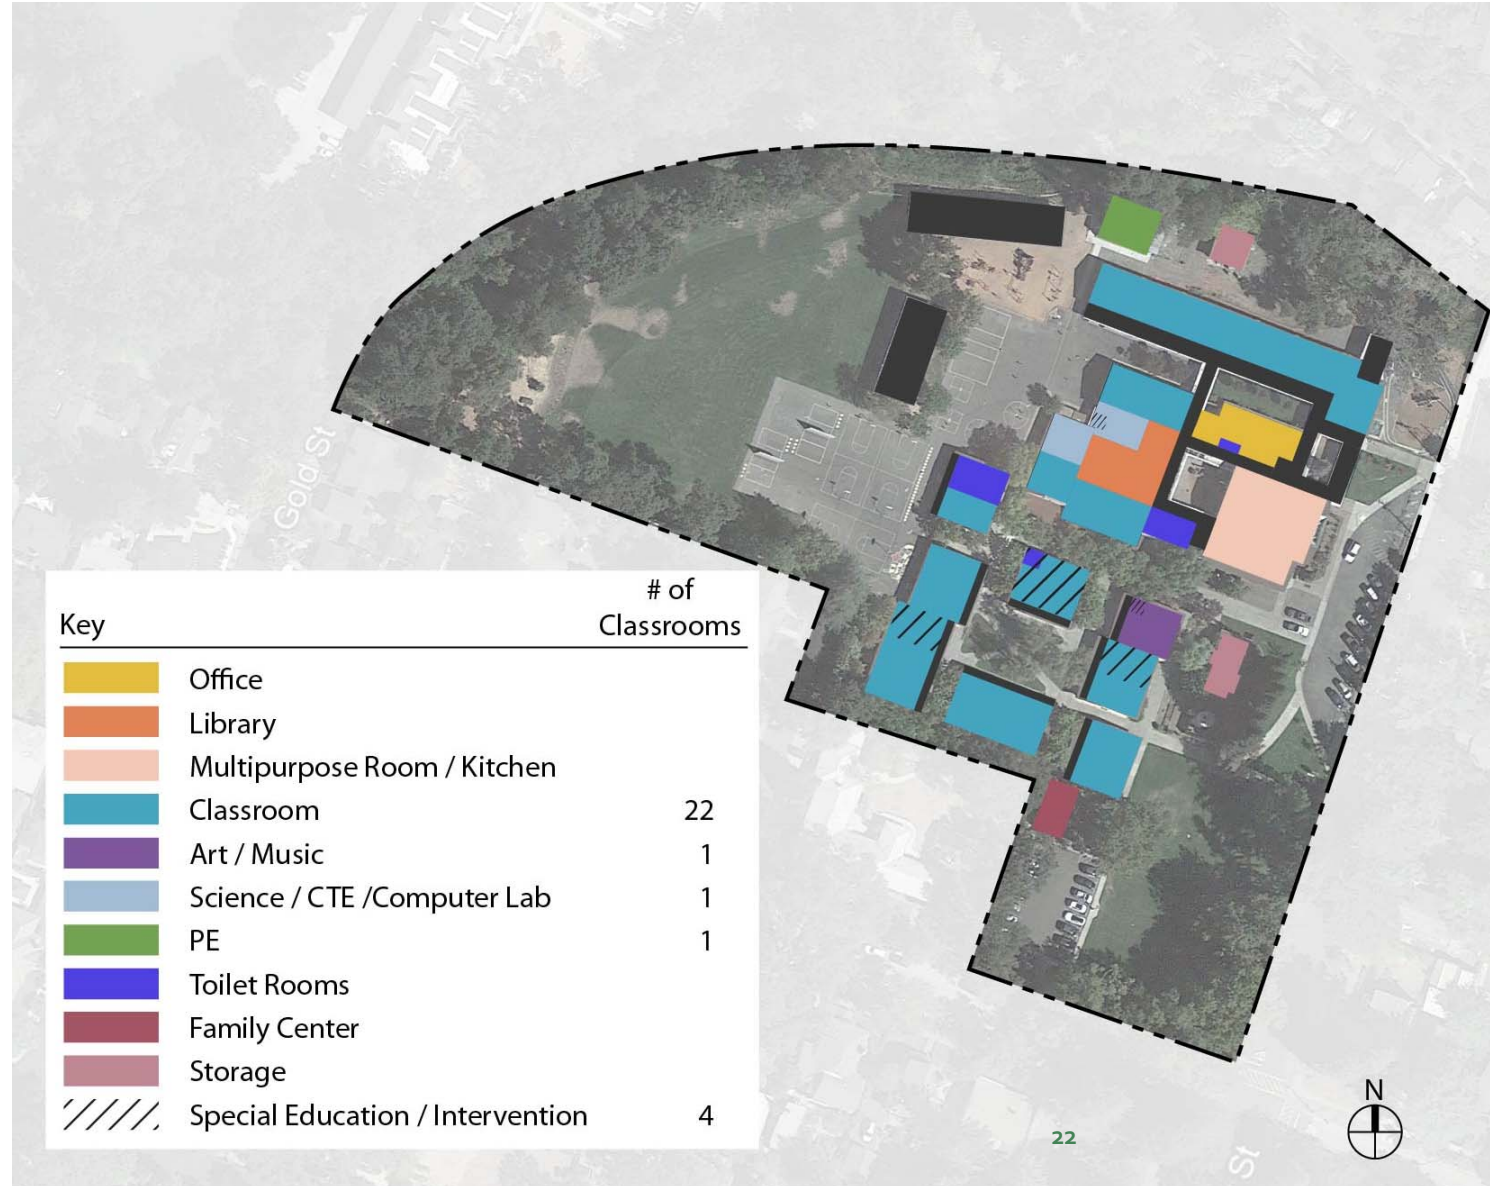 Gold St
# of
Key Classrooms
Office
Library
Multipurpose Room / Kitchen
Classroom 22
Art / Music 1
Science / CTE /Computer Lab 1
PE 1
Toilet Rooms
Family Center
Storage
Special Education / Intervention 4
22
N
St